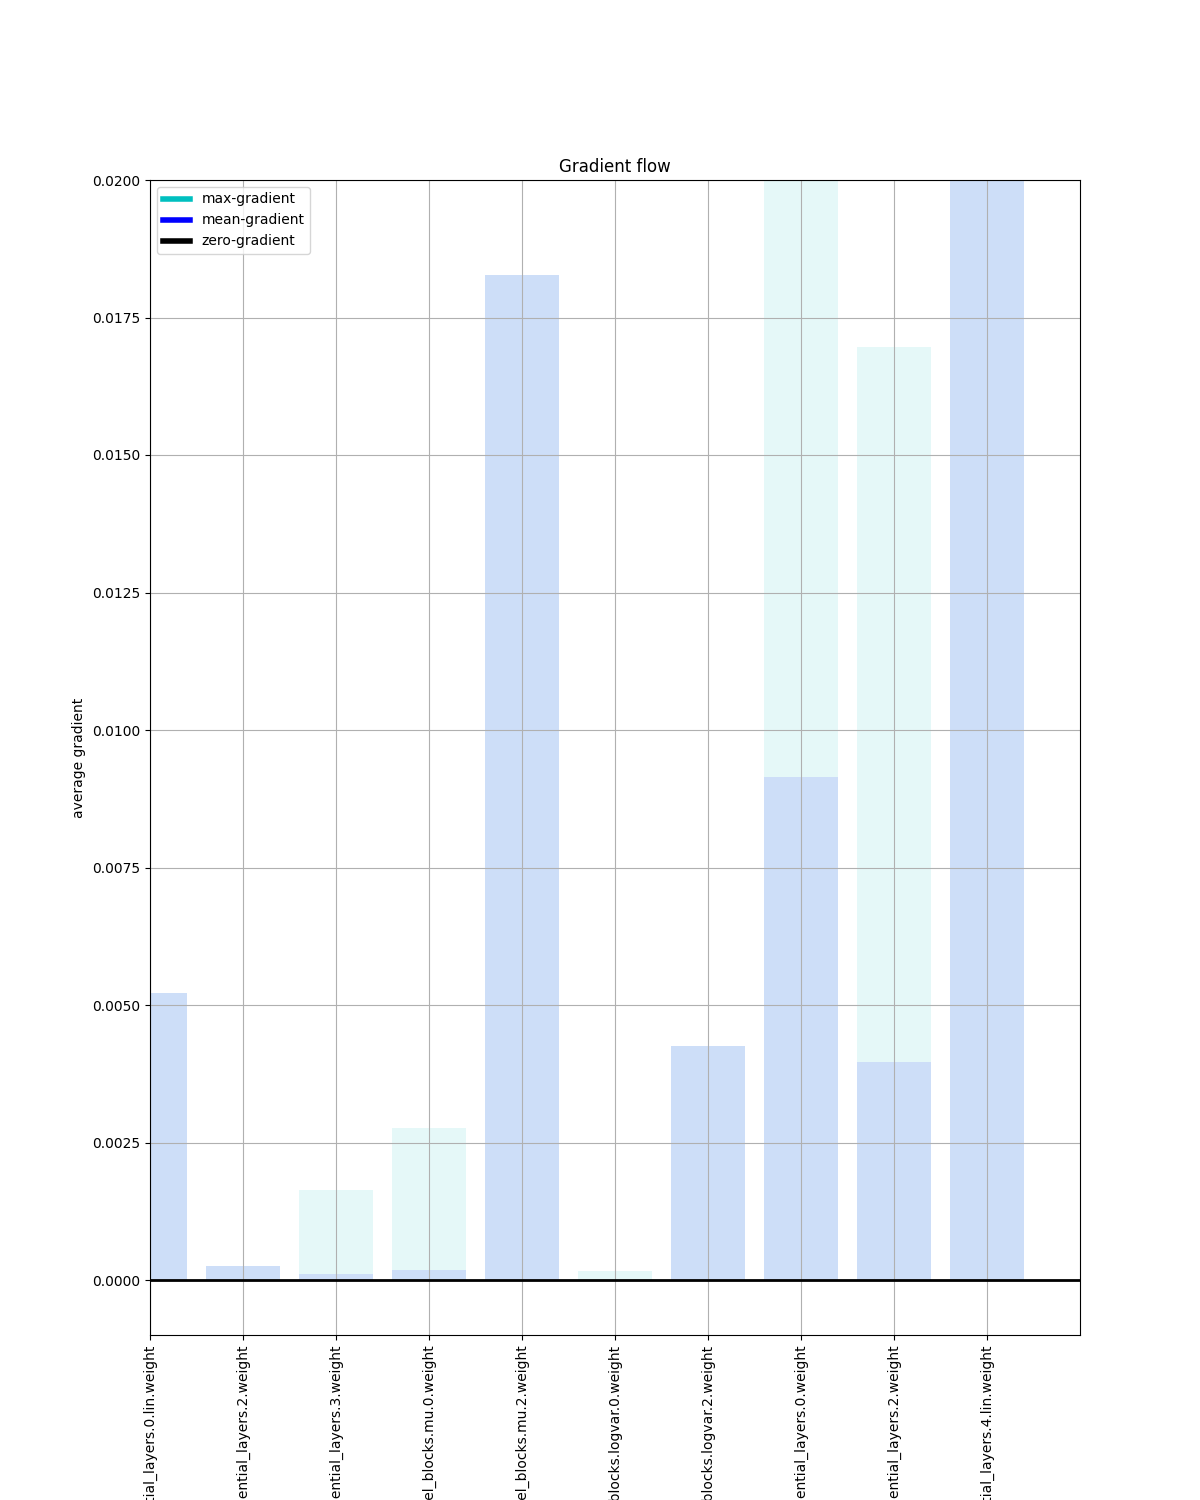 Gradient flow
max-gradient
mean-gradient
zero-gradient
0.0200
0.0175
0.0150
0.0125
0.0100
0.0075
0.0050
0.0025
0.0000
average gradient
tial_layers.0.lin.weight
ential_layers.2.weight
ential_layers.3.weight
el_blocks.mu.0.weight
el_blocks.mu.2.weight
blocks.logvar.0.weight
blocks.logvar.2.weight
ential_layers.0.weight
ential_layers.2.weight
tial_layers.4.lin.weight